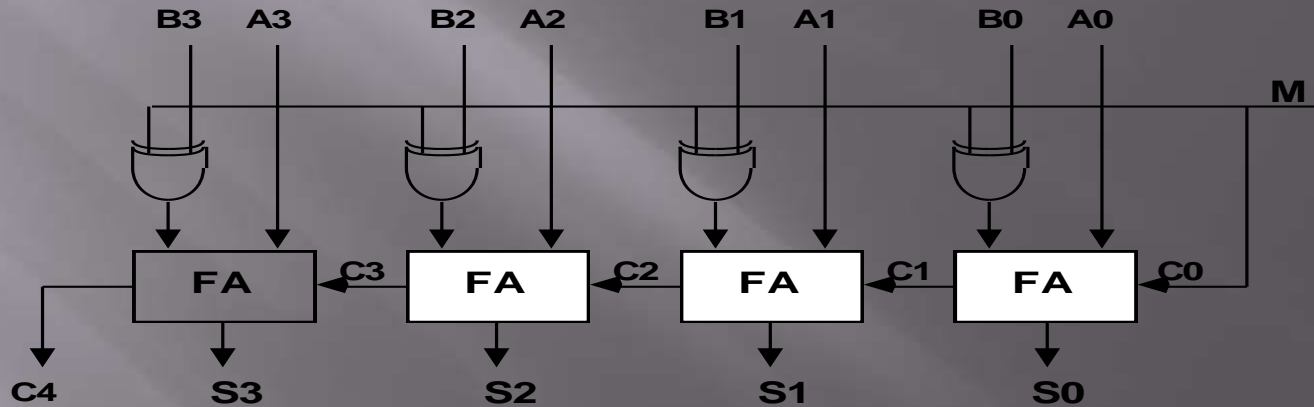 B3 A3 B2 A2 B1 A1 B0 A0
M
C3 C2 C1 C0
FA FA FA FA
C4 S3 S2 S1 S0